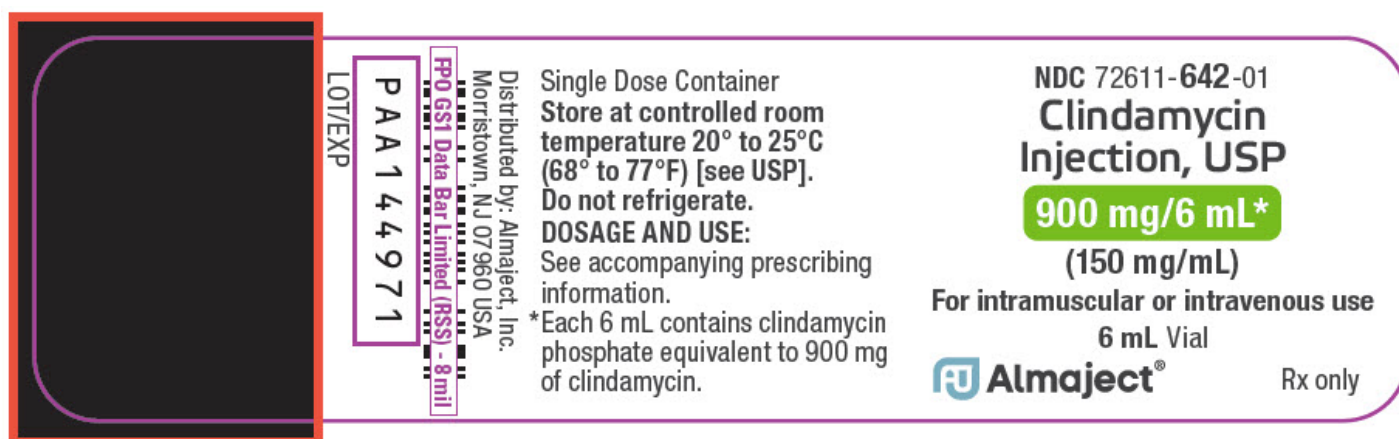 LOT/EXP
PAA144971
FPO GS1 Data Bar Limited (RSS) - 8 mil
Distributed by: Almaject, Inc.
Morristown, NJ 07960 USA
Single Dose Container
Store at controlled room
temperature 20° to 25°C
(68° to 77°F) [see USP].
Do not refrigerate.
DOSAGE AND USE:
See accompanying prescribing
information.
*Each 6 mL contains clindamycin
phosphate equivalent to 900 mg
of clindamycin.
NDC 72611-642-01
Clindamycin
Injection, USP
900 mg/6 mL*
(150 mg/mL)
For intramuscular or intravenous use
6 mL Vial
Almaject®
Rx only